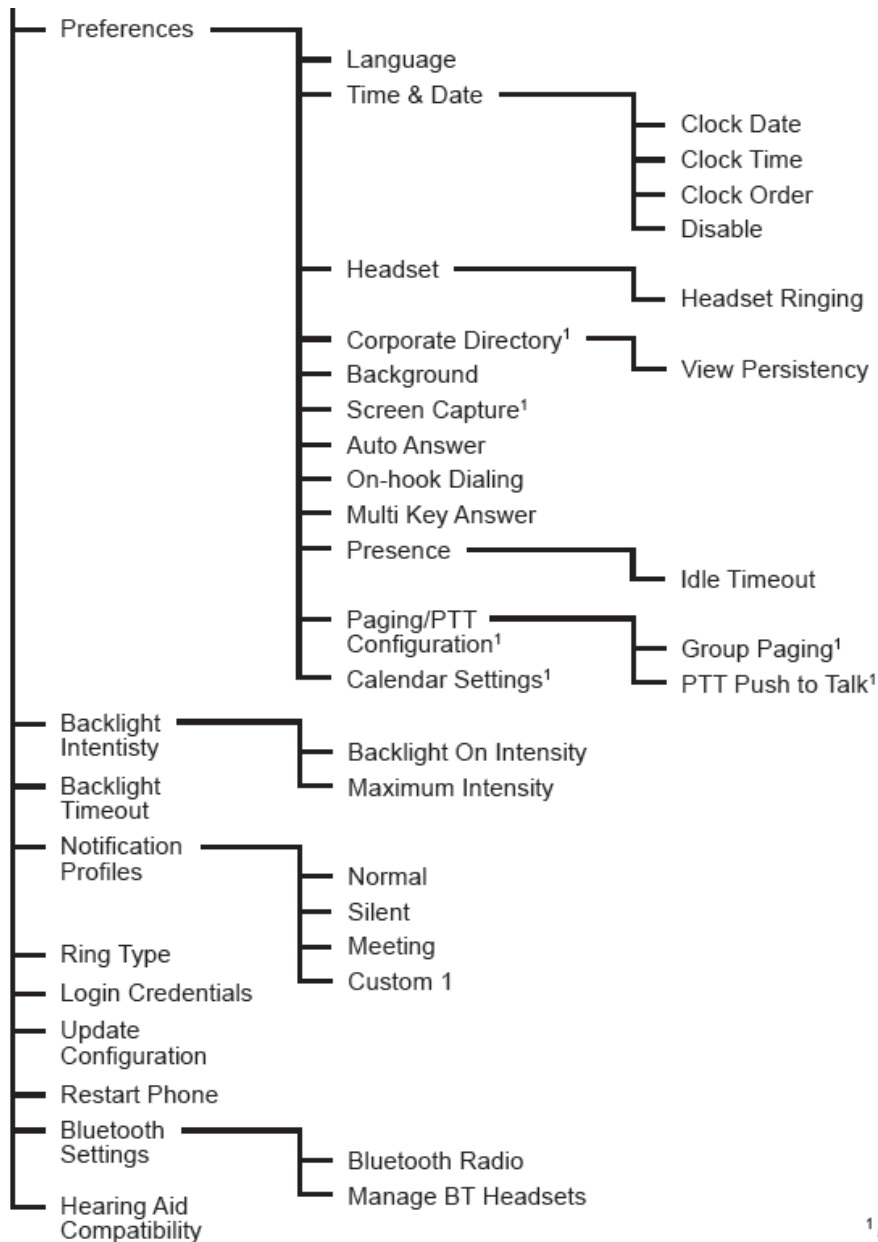 Preferences
Language
Time & Date
Clock Date
Clock Time
Clock Order
Disable
Headset
Headset Ringing
Corporate Directory¹
View Persistency
Background
Screen Capture¹
Auto Answer
On-hook Dialing
Multi Key Answer
Presence
Idle Timeout
Paging/PTT
Configuration¹
Group Paging¹
PTT Push to Talk¹
Calendar Settings¹
Backlight
Intentisty
Backlight On Intensity
Maximum Intensity
Backlight
Timeout
Notification
Profiles
Normal
Silent
Meeting
Custom 1
Ring Type
Login Credentials
Update
Configuration
Restart Phone
Bluetooth
Settings
Bluetooth Radio
Manage BT Headsets
Hearing Aid
Compatibility
¹